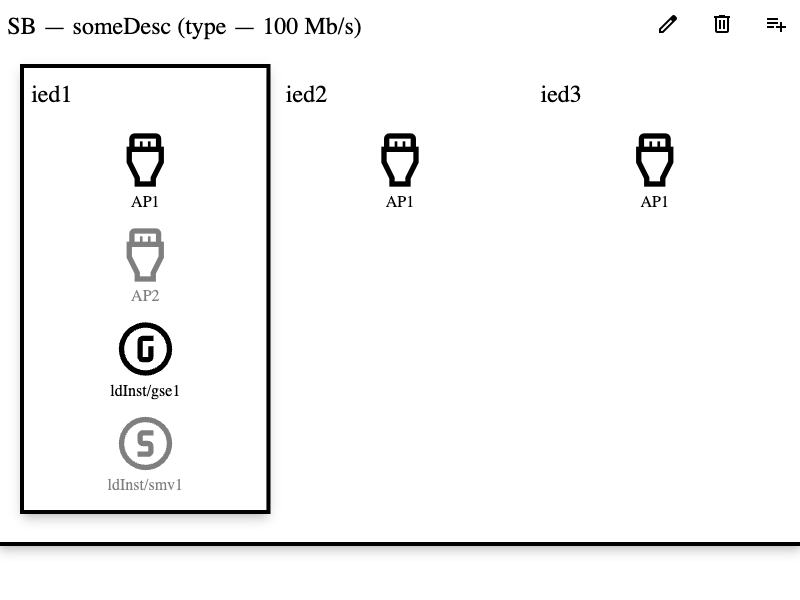 SB — someDesc (type — 100 Mb/s)
ied1
AP1
AP2
G
ldInst/gse1
S
ldInst/smv1
ied2
AP1
ied3
AP1